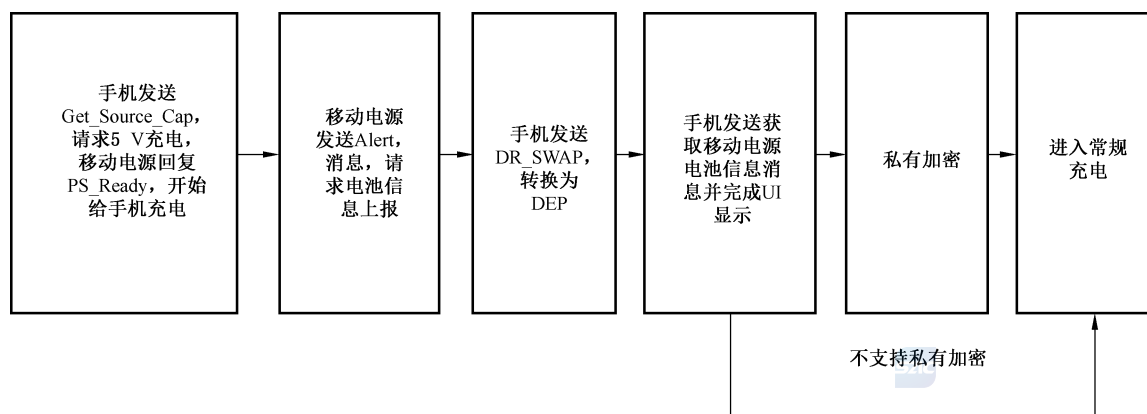 手机发送
Get_Source_Cap，
请求5 V充电，
移动电源回复
PS_Ready，开始
给手机充电
移动电源
发送Alert，
消息，请
求电池信
息上报
手机发送
DR_SWAP，
转换为
DEP
手机发送获
取移动电源
电池信息消
息并完成UI
显示
私有加密
进入常规
充电
不支持私有加密